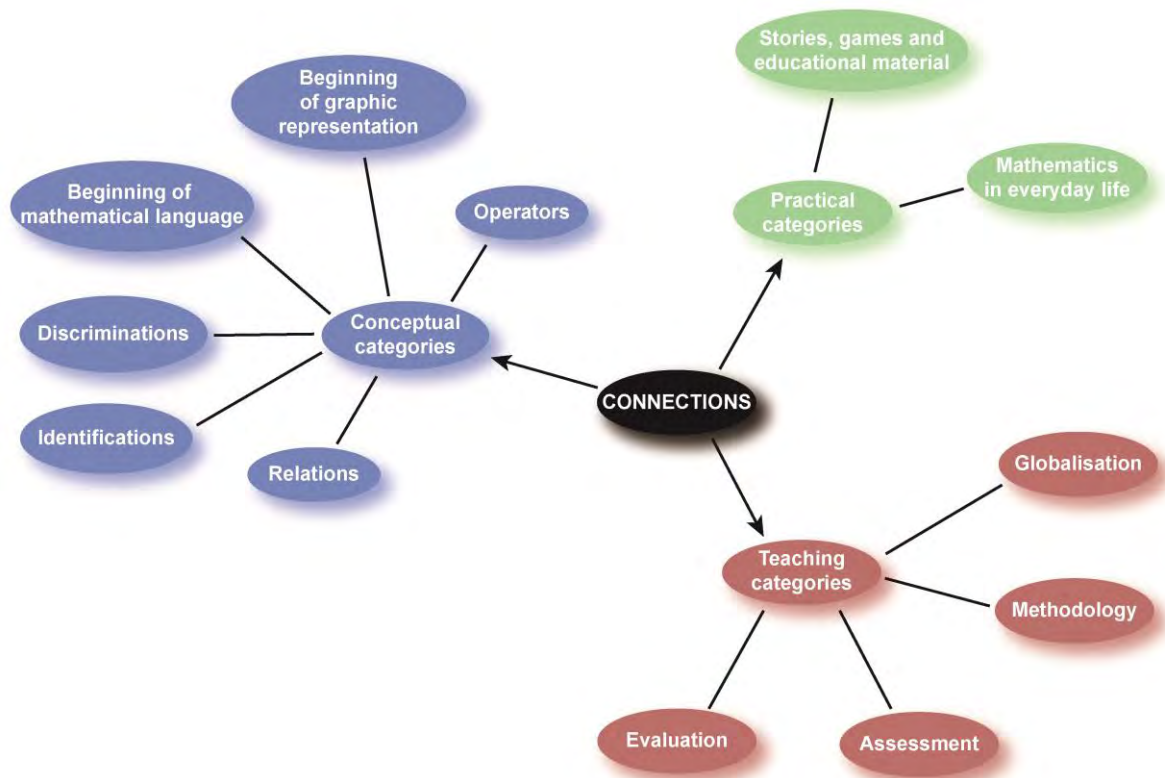 Stories, games and
educational material
Beginning
of graphic
representation
Mathematics
in everyday life
Beginning of
mathematical language
Operators
Practical
categories
Discriminations
Conceptual
categories
CONNECTIONS
Identifications
Relations
Globalisation
Teaching
categories
Methodology
Evaluation
Assessment